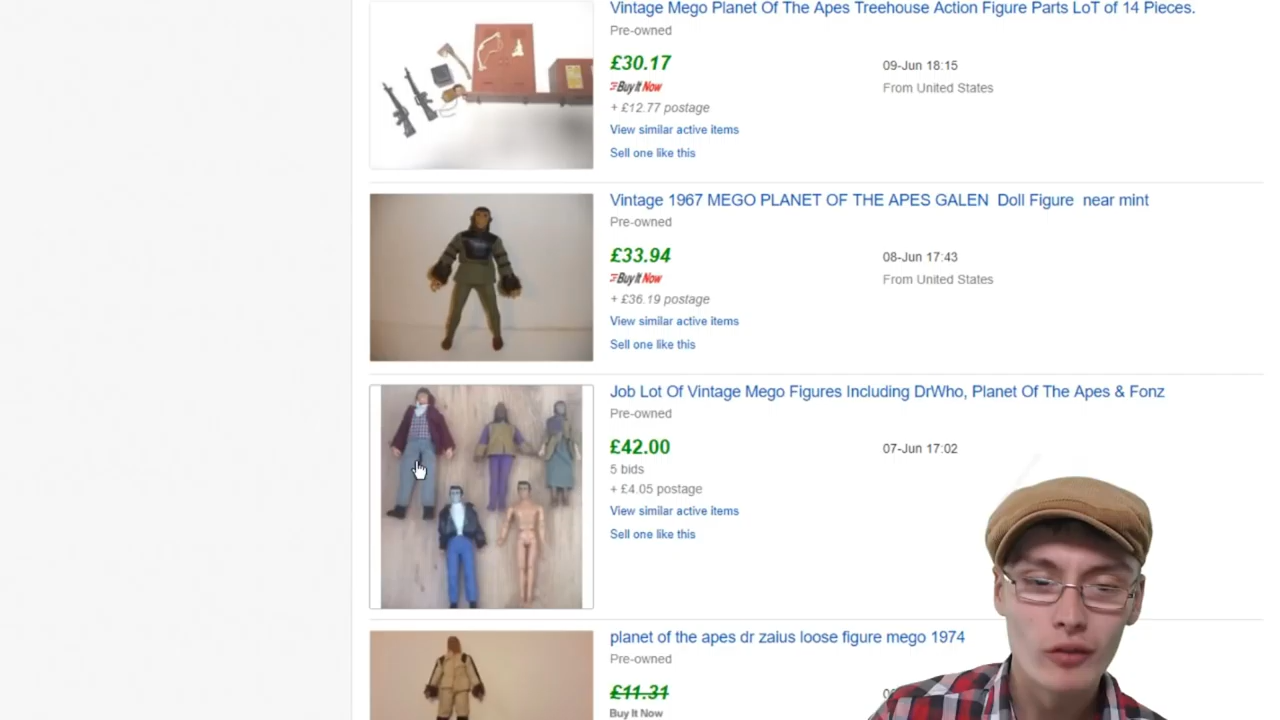 Vintage Mego Planet Of The Apes Treehouse Action Figure Parts LoT of 14 Pieces.
Pre-owned
£30.17
09-Jun 18:15
Buy It Now
From United States
+ £12.77 postage
View similar active items
Sell one like this
Vintage 1967 MEGO PLANET OF THE APES GALEN Doll Figure near mint
Pre-owned
£33.94
08-Jun 17:43
Buy It Now
From United States
+ £36.19 postage
View similar active items
Sell one like this
Job Lot Of Vintage Mego Figures Including DrWho, Planet Of The Apes & Fonz
Pre-owned
£42.00
07-Jun 17:02
5 bids
+ £4.05 postage
View similar active items
Sell one like this
planet of the apes dr zaius loose figure mego 1974
Pre-owned
£11.31
Buy It Now